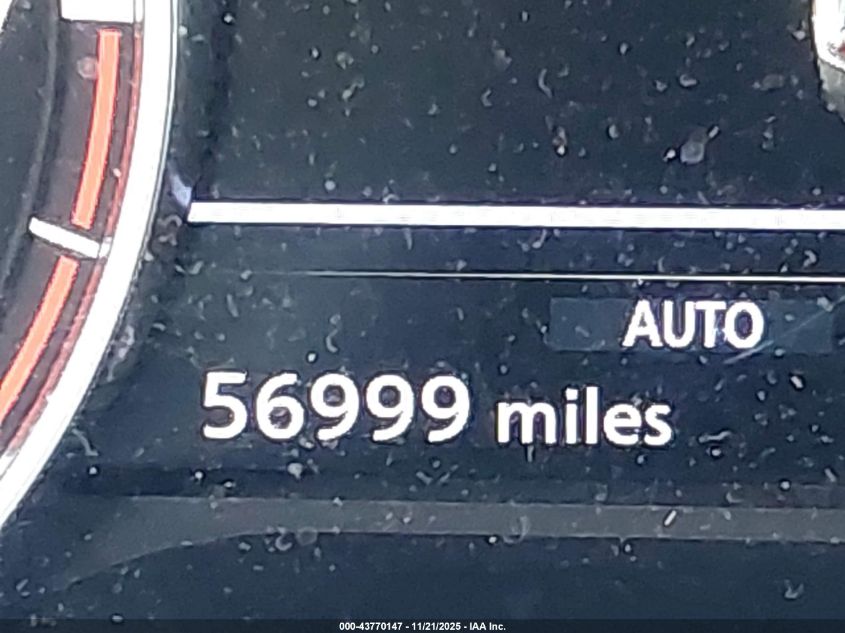 AUTO
56999 miles
000-43770147 - 11/21/2025 - IAA Inc.